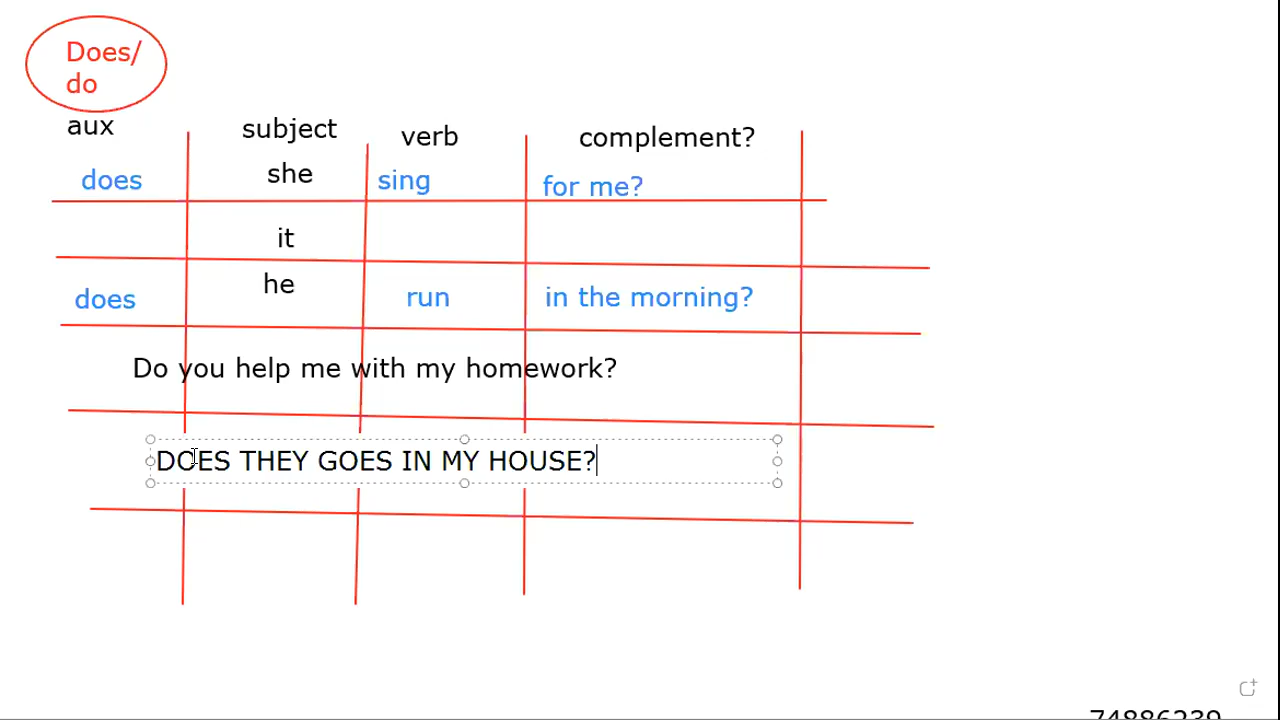 Does/
do
aux subject verb complement?
does she sing for me?
it
does he run in the morning?
Do you help me with my homework?
DOES THEY GOES IN MY HOUSE?
74886239